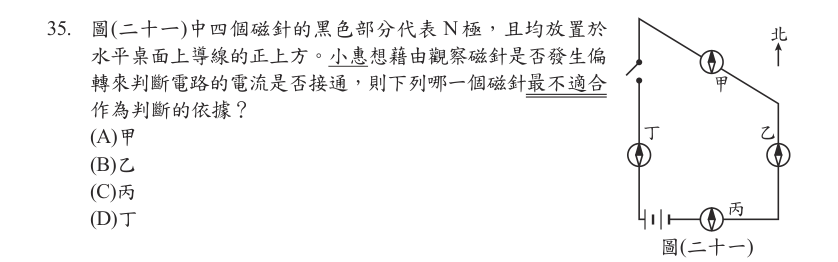 35. 圖(二十一)中四個磁針的黑色部分代表N極，且均放置於
水平桌面上導線的正上方。小惠想藉由觀察磁針是否發生偏
轉來判斷電路的電流是否接通，則下列哪一個磁針最不適合
作為判斷的依據？
(A)甲
(B)乙
(C)丙
(D)丁
北
甲
丁
乙
丙
圖(二十一)